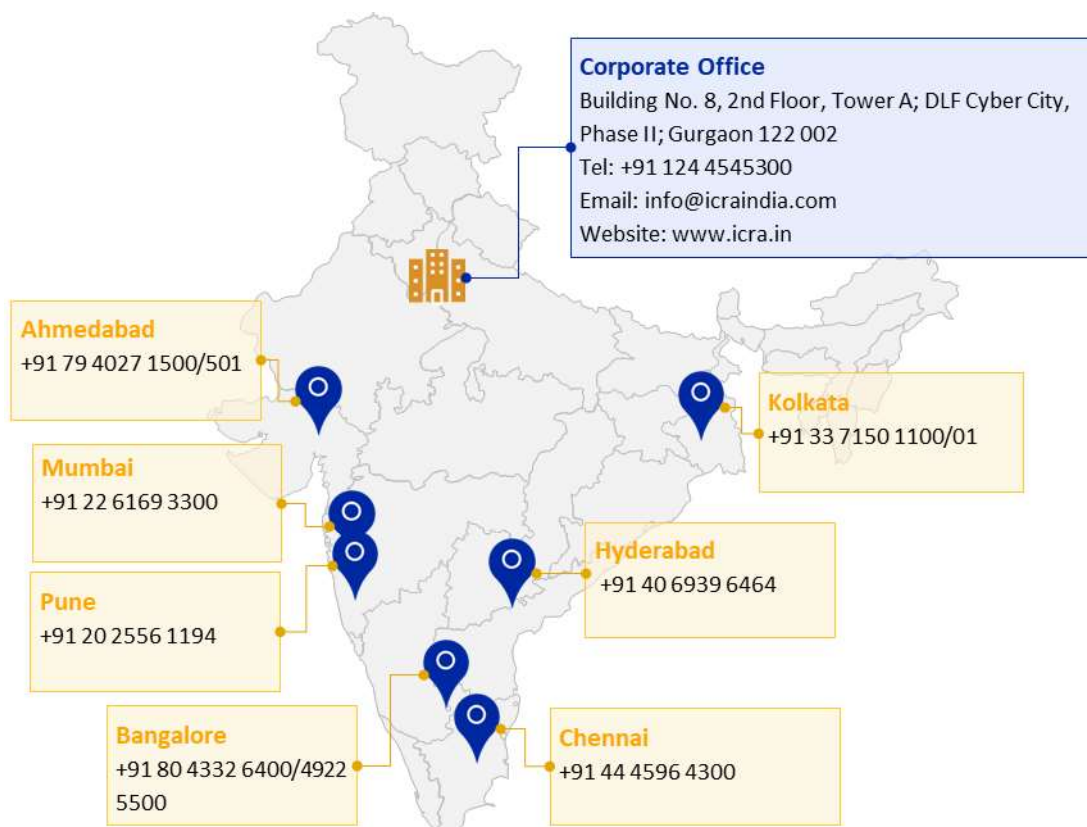 Corporate Office
Building No. 8, 2nd Floor, Tower A; DLF Cyber City,
Phase II; Gurgaon 122 002
Tel: +91 124 4545300
Email: info@icraindia.com
Website: www.icra.in
Ahmedabad
+91 79 4027 1500/501
Kolkata
+91 33 7150 1100/01
Mumbai
+91 22 6169 3300
Hyderabad
+91 40 6939 6464
Pune
+91 20 2556 1194
Bangalore
+91 80 4332 6400/4922
5500
Chennai
+91 44 4596 4300